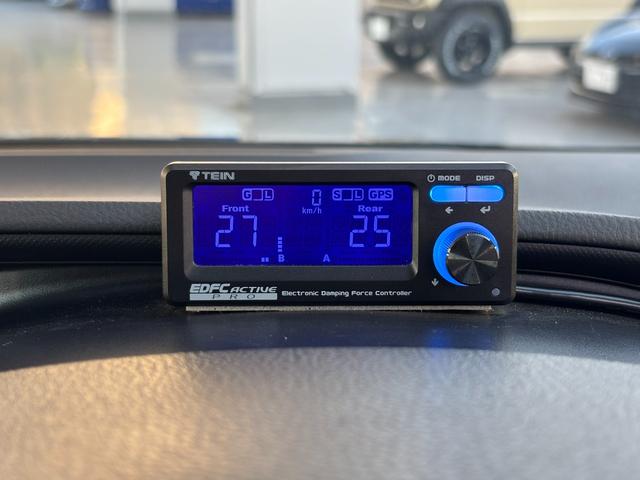 TEIN
MODE DISP
G L 0 S L GPS
Front km/h Rear
27 25
B A
EDFC ACTIVE
PRO
Electronic Damping Force Controller